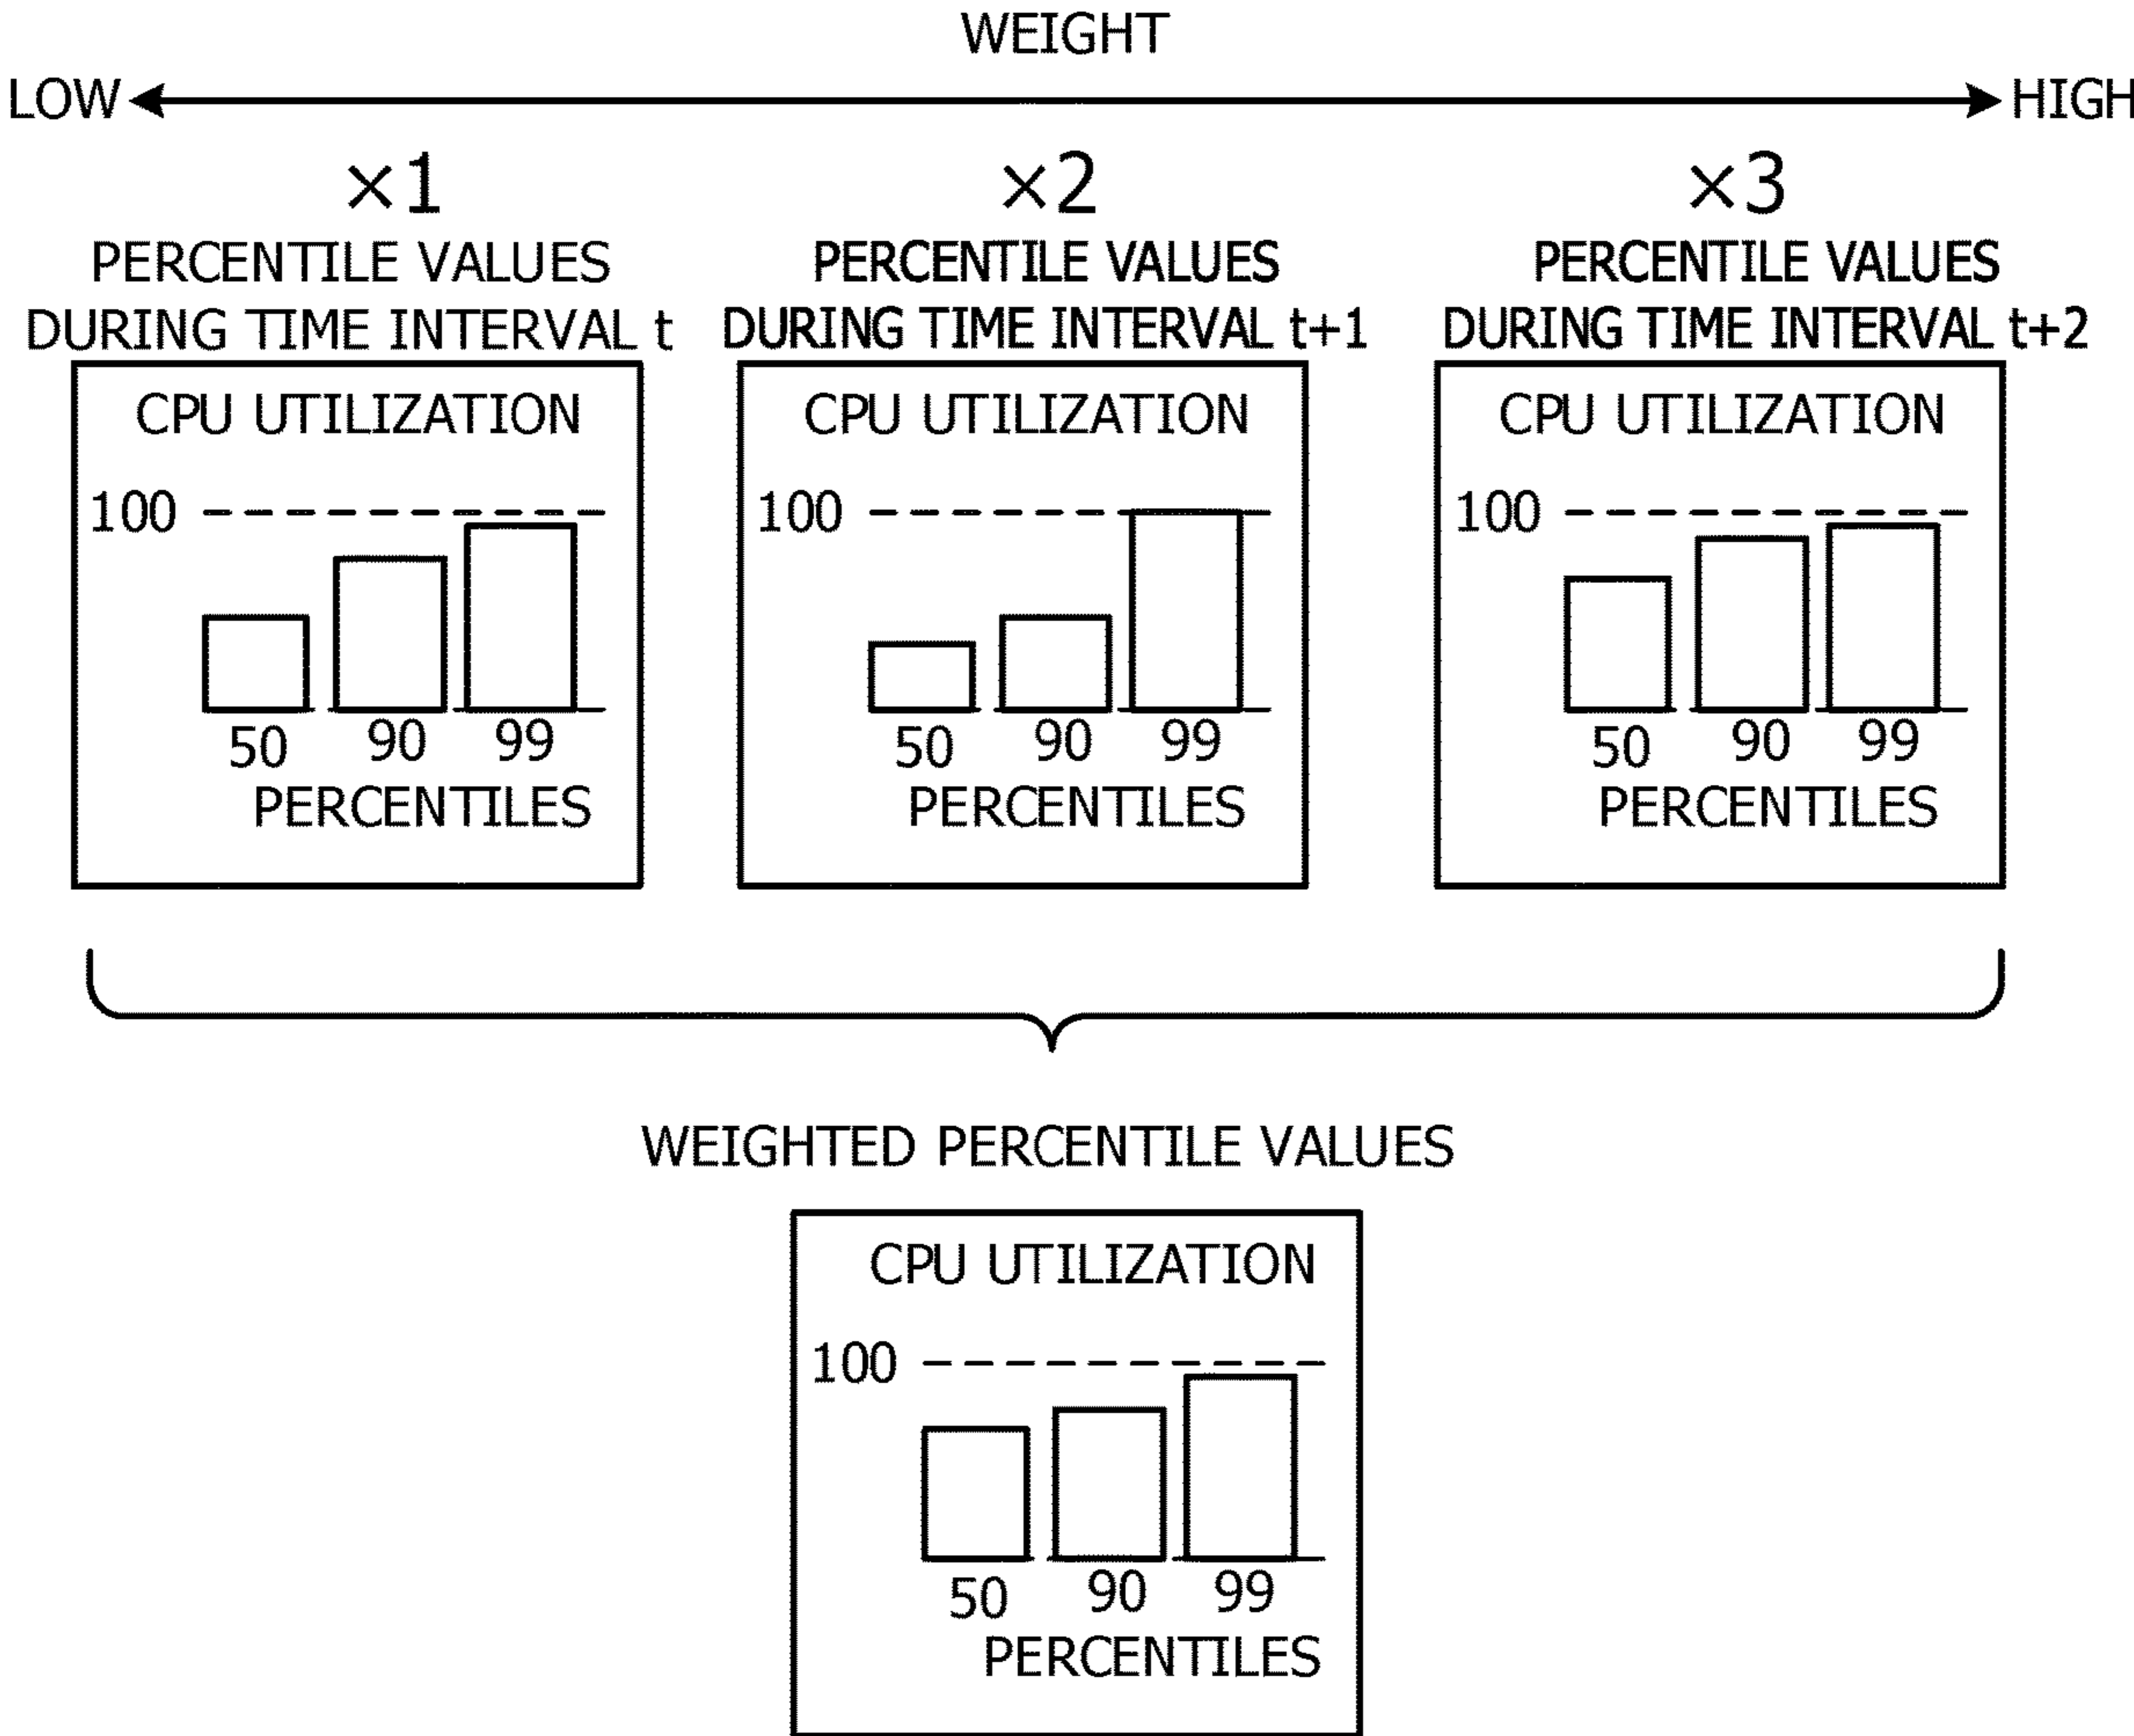 WEIGHT
LOW HIGH
×1 ×2 ×3
PERCENTILE VALUES
DURING TIME INTERVAL t
PERCENTILE VALUES
DURING TIME INTERVAL t+1
PERCENTILE VALUES
DURING TIME INTERVAL t+2
CPU UTILIZATION
100
50 90 99
PERCENTILES
CPU UTILIZATION
100
50 90 99
PERCENTILES
CPU UTILIZATION
100
50 90 99
PERCENTILES
WEIGHTED PERCENTILE VALUES
CPU UTILIZATION
100
50 90 99
PERCENTILES